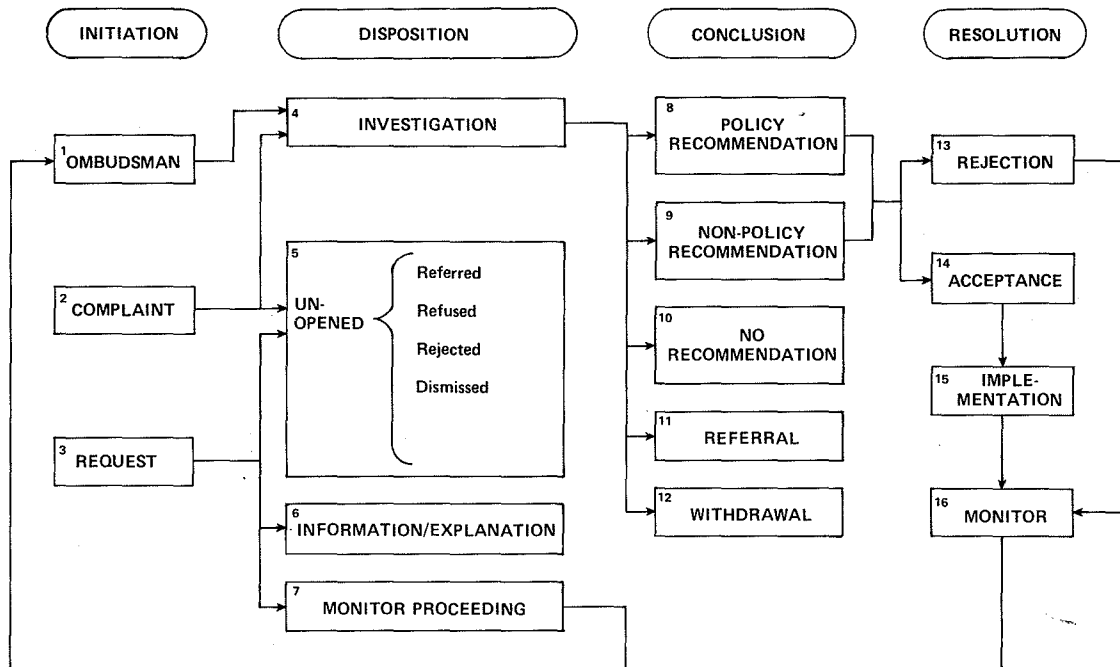 INITIATION
DISPOSITION
CONCLUSION
RESOLUTION
1
OMBUDSMAN
2
COMPLAINT
3
REQUEST
4
INVESTIGATION
5
UN-
OPENED
Referred
Refused
Rejected
Dismissed
6
INFORMATION/EXPLANATION
7
MONITOR PROCEEDING
8
POLICY
RECOMMENDATION
9
NON-POLICY
RECOMMENDATION
10
NO
RECOMMENDATION
11
REFERRAL
12
WITHDRAWAL
13
REJECTION
14
ACCEPTANCE
15
IMPLE-
MENTATION
16
MONITOR